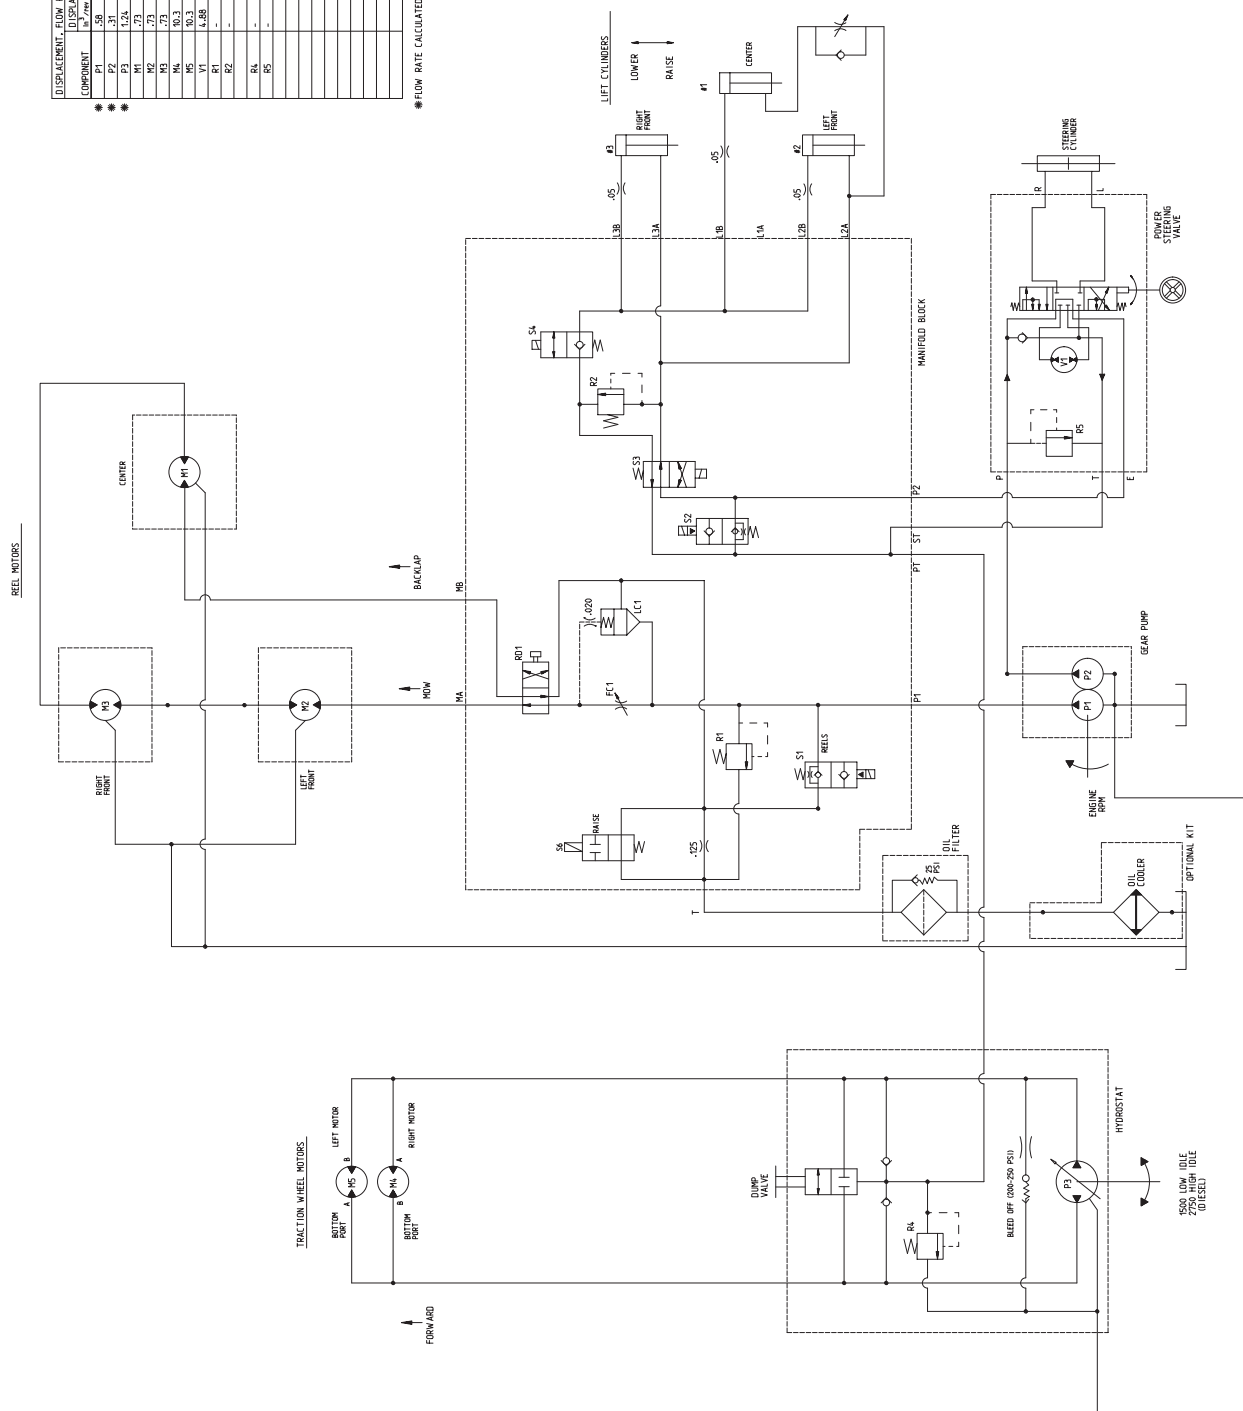 DISPLACEMENT, FLOW
DISPLA
COMPONENT in³/rev
✱ P1 .58
✱ P2 .31
✱ P3 1.24
M1 .73
M2 .73
M3 .73
M4 10.3
M5 10.3
V1 4.88
R1 -
R2 -
R4 -
R5 -
✱FLOW RATE CALCULATED
LIFT CYLINDERS
LOWER
RAISE
#1
CENTER
#3
RIGHT
FRONT
#2
LEFT
FRONT
.05
.05
.05
L3B
L3A
L1B
L1A
L2B
L2A
STEERING
CYLINDER
R
L
POWER
STEERING
VALVE
V1
R5
P
T
E
MANIFOLD BLOCK
S4
R2
S3
S2
P2
ST
PT
REEL MOTORS
CENTER
M1
M3
M2
RIGHT
FRONT
LEFT
FRONT
BACKLAP
MB
MOW
MA
RD1
.020
LC1
FC1
P1
R1
S1
REELS
S6
RAISE
.125
T
GEAR PUMP
P2
P1
ENGINE
RPM
OIL
FILTER
25
PSI
OIL
COOLER
OPTIONAL KIT
TRACTION WHEEL MOTORS
LEFT MOTOR
B
M5
A
BOTTOM
PORT
RIGHT MOTOR
A
M4
B
BOTTOM
PORT
FORWARD
DUMP
VALVE
R4
BLEED OFF (200-250 PSI)
P3
HYDROSTAT
1500 LOW IDLE
2750 HIGH IDLE
(DIESEL)